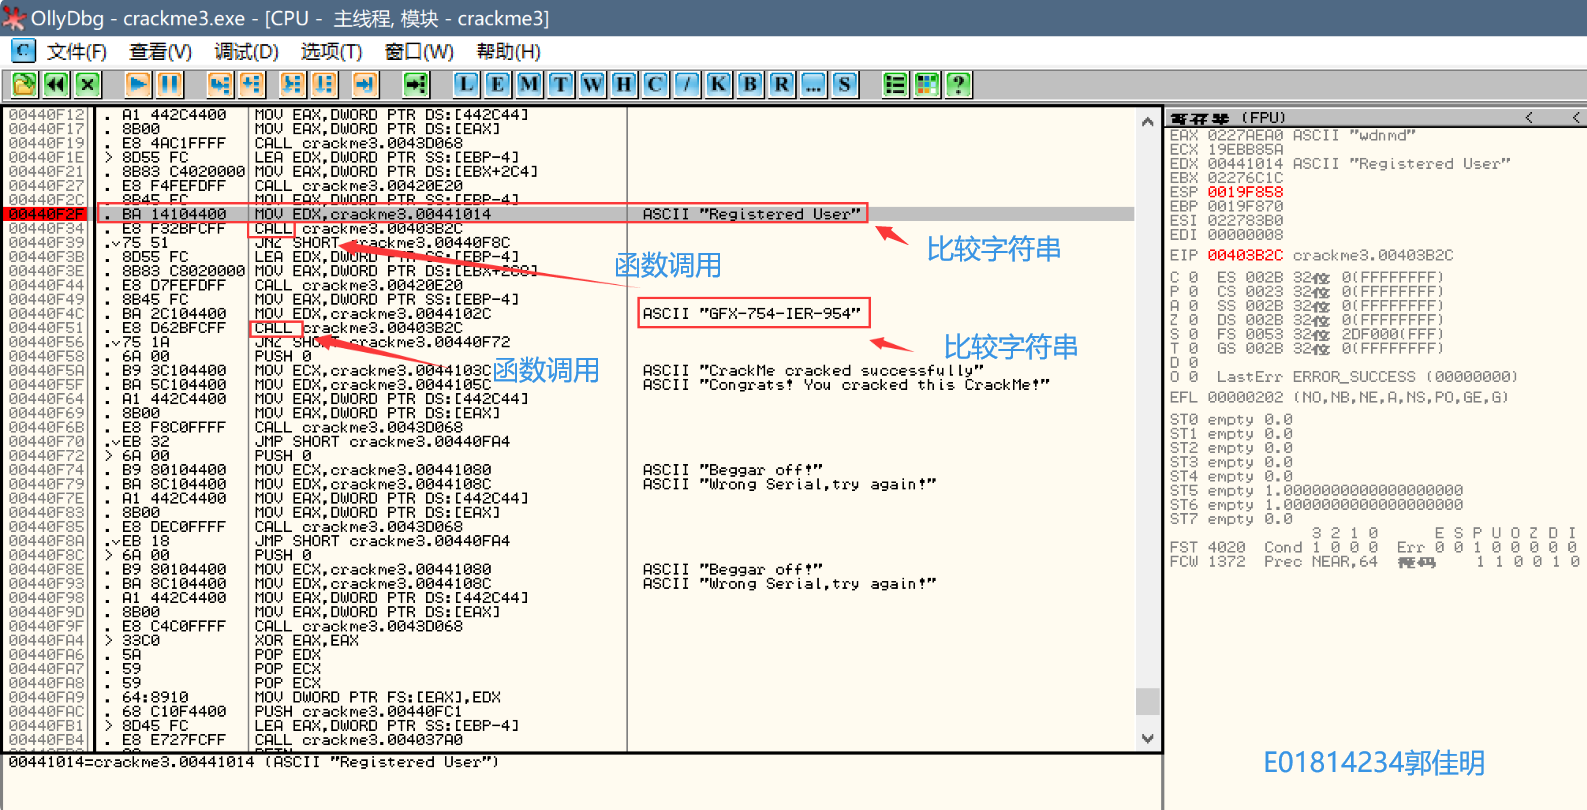 OllyDbg - crackme3.exe - [CPU - 主线程, 模块 - crackme3]
C 文件(F) 查看(V) 调试(D) 选项(T) 窗口(W) 帮助(H)
L E M T W H C / K B R ... S ?
00440F12 . A1 442C4400 MOV EAX,DWORD PTR DS:[442C44]
00440F17 . 8B00 MOV EAX,DWORD PTR DS:[EAX]
00440F19 . E8 4AC1FFFF CALL crackme3.0043D068
00440F1E > 8D55 FC LEA EDX,DWORD PTR SS:[EBP-4]
00440F21 . 8B83 C4020000 MOV EAX,DWORD PTR DS:[EBX+2C4]
00440F27 . E8 F4FEFDFF CALL crackme3.00420E20
00440F2C . 8B45 FC MOV EAX,DWORD PTR SS:[EBP-4]
00440F2F . BA 14104400 MOV EDX,crackme3.00441014 ASCII "Registered User"
00440F34 . E8 F32BFCFF CALL crackme3.00403B2C
00440F39 .v75 51 JNZ SHORT crackme3.00440F8C
00440F3B . 8D55 FC LEA EDX,DWORD PTR SS:[EBP-4]
00440F3E . 8B83 C8020000 MOV EAX,DWORD PTR DS:[EBX+2C8]
00440F44 . E8 D7FEFDFF CALL crackme3.00420E20
00440F49 . 8B45 FC MOV EAX,DWORD PTR SS:[EBP-4]
00440F4C . BA 2C104400 MOV EDX,crackme3.0044102C ASCII "GFX-754-IER-954"
00440F51 . E8 D62BFCFF CALL crackme3.00403B2C
00440F56 .v75 1A JNZ SHORT crackme3.00440F72
00440F58 . 6A 00 PUSH 0
00440F5A . B9 3C104400 MOV ECX,crackme3.0044103C ASCII "CrackMe cracked successfully"
00440F5F . BA 5C104400 MOV EDX,crackme3.0044105C ASCII "Congrats! You cracked this CrackMe!"
00440F64 . A1 442C4400 MOV EAX,DWORD PTR DS:[442C44]
00440F69 . 8B00 MOV EAX,DWORD PTR DS:[EAX]
00440F6B . E8 F8C0FFFF CALL crackme3.0043D068
00440F70 .vEB 32 JMP SHORT crackme3.00440FA4
00440F72 > 6A 00 PUSH 0
00440F74 . B9 80104400 MOV ECX,crackme3.00441080 ASCII "Beggar off!"
00440F79 . BA 8C104400 MOV EDX,crackme3.0044108C ASCII "Wrong Serial,try again!"
00440F7E . A1 442C4400 MOV EAX,DWORD PTR DS:[442C44]
00440F83 . 8B00 MOV EAX,DWORD PTR DS:[EAX]
00440F85 . E8 DEC0FFFF CALL crackme3.0043D068
00440F8A .vEB 18 JMP SHORT crackme3.00440FA4
00440F8C > 6A 00 PUSH 0
00440F8E . B9 80104400 MOV ECX,crackme3.00441080 ASCII "Beggar off!"
00440F93 . BA 8C104400 MOV EDX,crackme3.0044108C ASCII "Wrong Serial,try again!"
00440F98 . A1 442C4400 MOV EAX,DWORD PTR DS:[442C44]
00440F9D . 8B00 MOV EAX,DWORD PTR DS:[EAX]
00440F9F . E8 C4C0FFFF CALL crackme3.0043D068
00440FA4 > 33C0 XOR EAX,EAX
00440FA6 . 5A POP EDX
00440FA7 . 59 POP ECX
00440FA8 . 59 POP ECX
00440FA9 . 64:8910 MOV DWORD PTR FS:[EAX],EDX
00440FAC . 68 C10F4400 PUSH crackme3.00440FC1
00440FB1 > 8D45 FC LEA EAX,DWORD PTR SS:[EBP-4]
00440FB4 . E8 E727FCFF CALL crackme3.004037A0
比较字符串
函数调用
比较字符串
函数调用
00441014=crackme3.00441014 (ASCII "Registered User")
寄存器 (FPU) < <
EAX 0227AEA0 ASCII "wdnmd"
ECX 19EBB85A
EDX 00441014 ASCII "Registered User"
EBX 02276C1C
ESP 0019F858
EBP 0019F870
ESI 022783B0
EDI 00000008
EIP 00403B2C crackme3.00403B2C
C 0 ES 002B 32位 0(FFFFFFFF)
P 0 CS 0023 32位 0(FFFFFFFF)
A 0 SS 002B 32位 0(FFFFFFFF)
Z 0 DS 002B 32位 0(FFFFFFFF)
S 0 FS 0053 32位 2DF000(FFF)
T 0 GS 002B 32位 0(FFFFFFFF)
D 0
O 0 LastErr ERROR_SUCCESS (00000000)
EFL 00000202 (NO,NB,NE,A,NS,PO,GE,G)
ST0 empty 0.0
ST1 empty 0.0
ST2 empty 0.0
ST3 empty 0.0
ST4 empty 0.0
ST5 empty 1.0000000000000000000
ST6 empty 1.0000000000000000000
ST7 empty 0.0
3 2 1 0 E S P U O Z D I
FST 4020 Cond 1 0 0 0 Err 0 0 1 0 0 0 0 0
FCW 1372 Prec NEAR,64 掩码 1 1 0 0 1 0
E01814234郭佳明